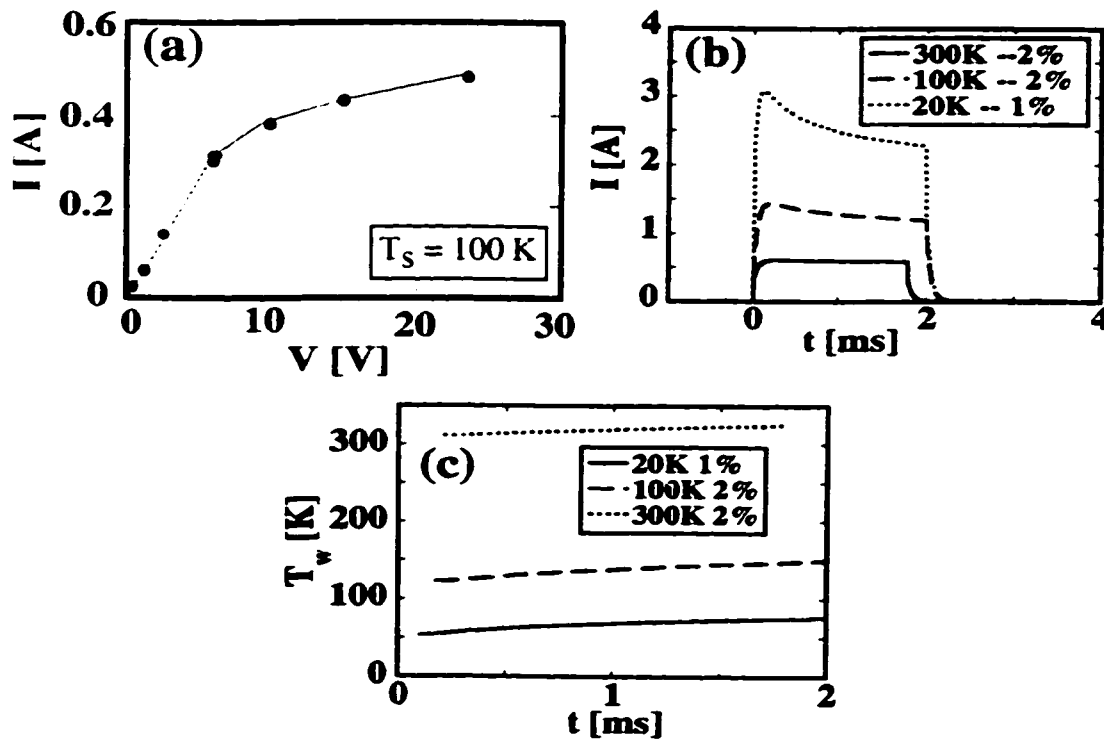 (a)
0.6
0.4
0.2
0
I [A]
T_S = 100 K
0
10
20
30
V [V]
(b)
4
3
2
1
0
I [A]
300K --2%
100K -- 2%
20K -- 1%
0
2
4
t [ms]
(c)
300
200
100
0
T_w [K]
20K 1%
100K 2%
300K 2%
0
1
2
t [ms]